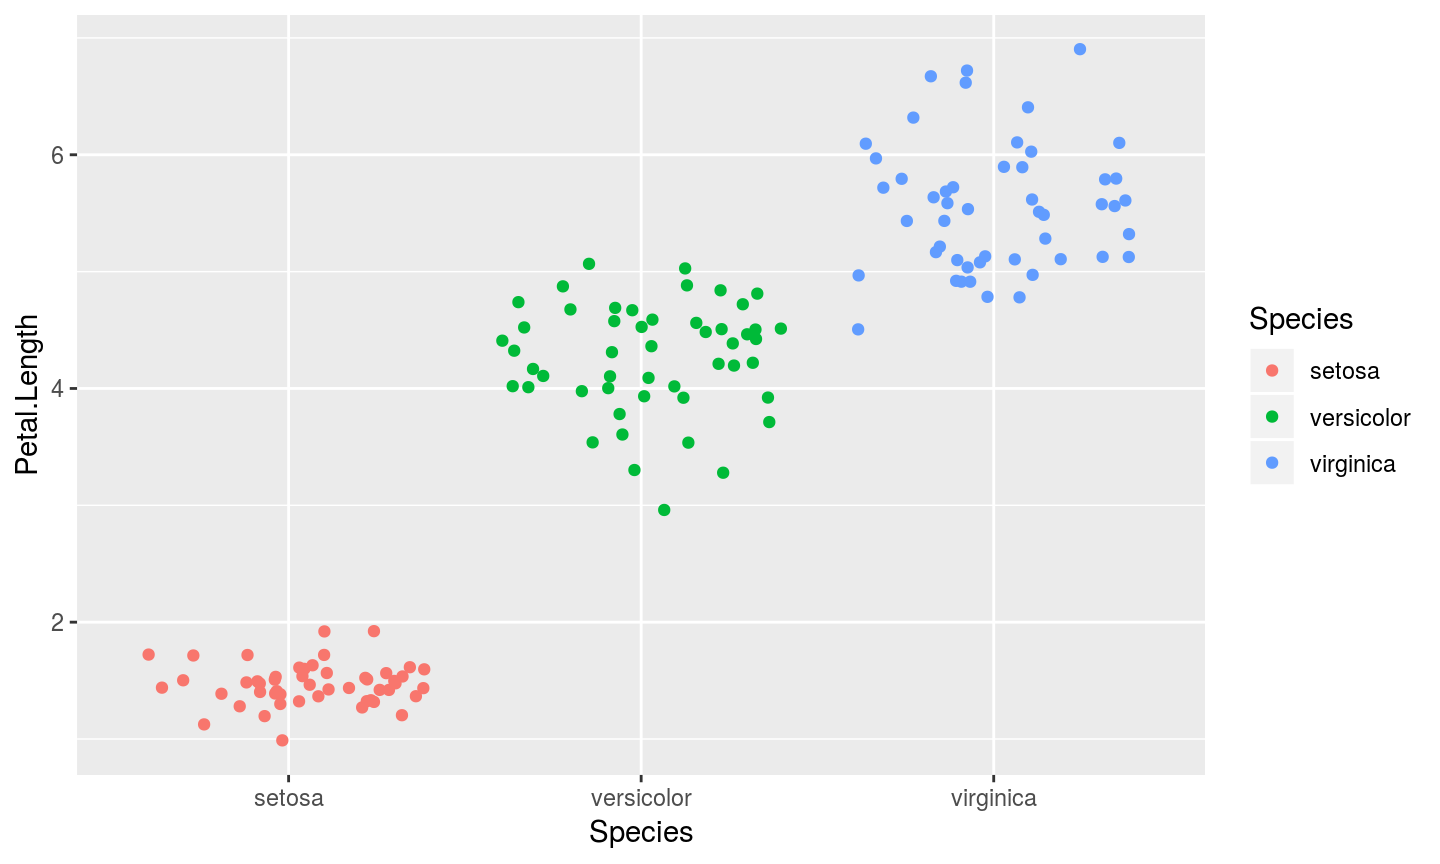 Petal.Length
6
4
2
setosa
versicolor
virginica
Species
Species
setosa
versicolor
virginica